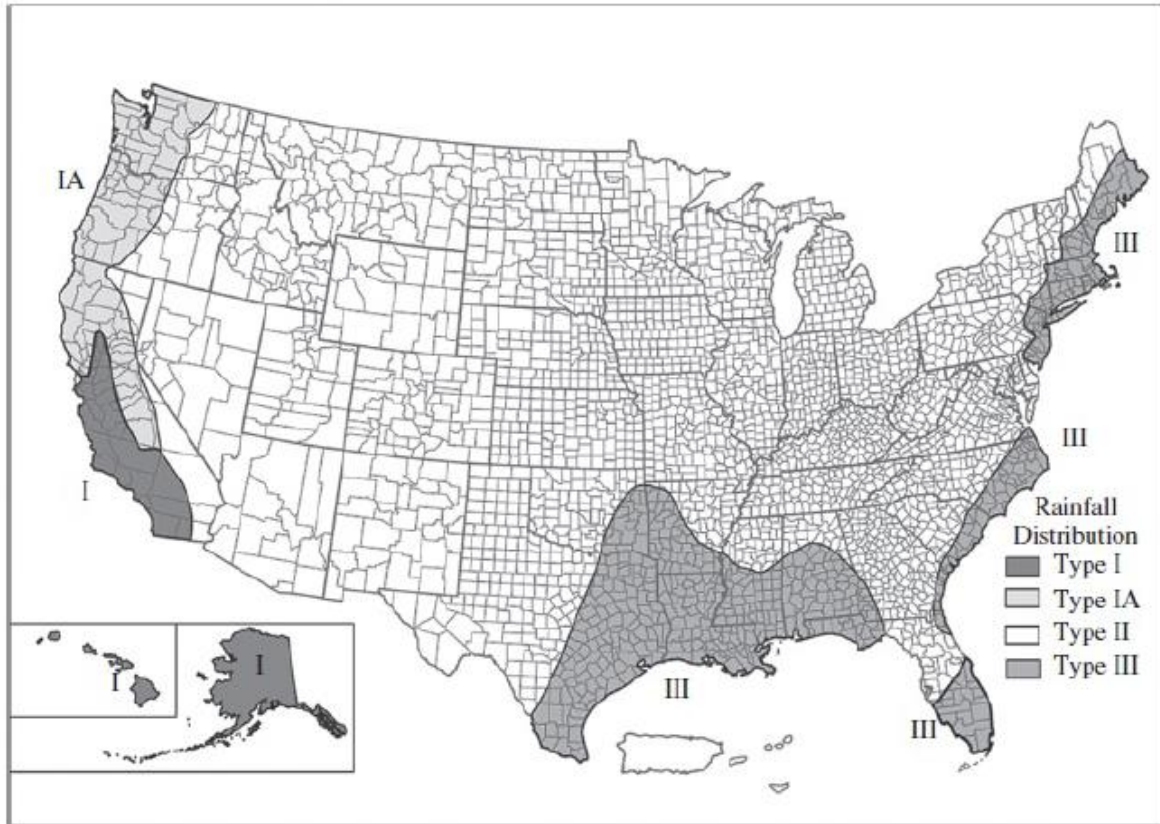 IA
III
III
I
Rainfall
Distribution
Type I
Type IA
Type II
Type III
I
I
III
III